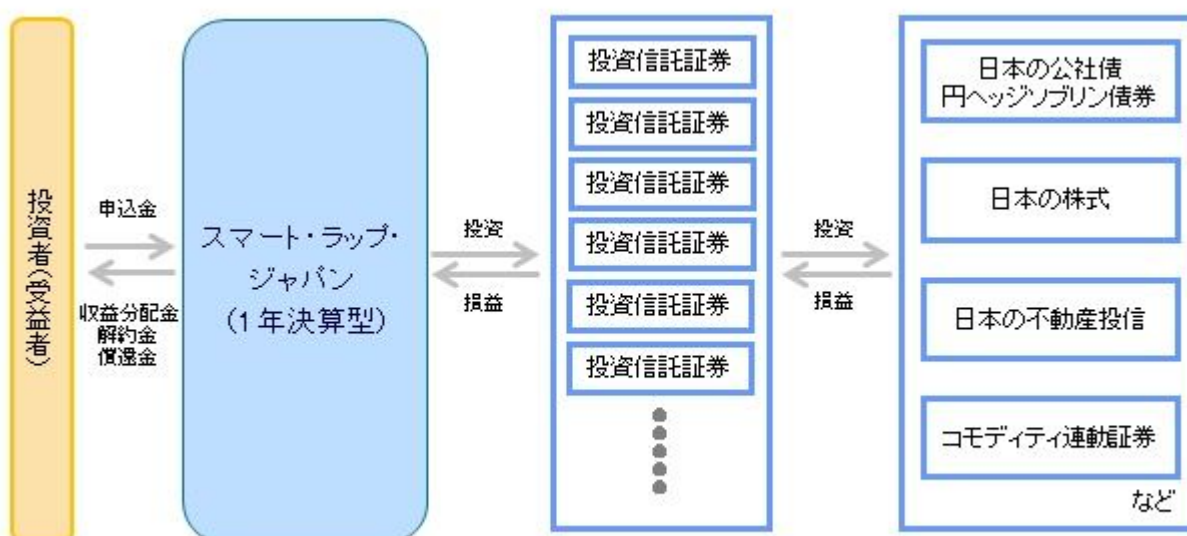 投資者(受益者)
申込金
収益分配金
解約金
償還金
スマート・ラップ・
ジャパン
(1年決算型)
投資
損益
投資信託証券
投資信託証券
投資信託証券
投資信託証券
投資信託証券
投資信託証券
投資
損益
日本の公社債
円ヘッジソブリン債券
日本の株式
日本の不動産投信
コモディティ連動証券
など